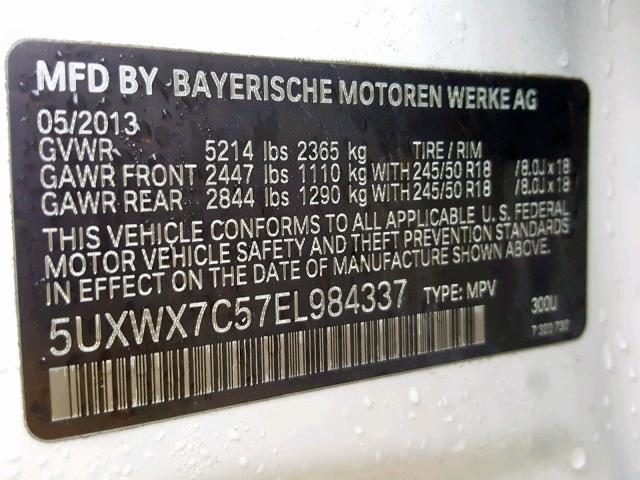 MFD BY BAYERISCHE MOTOREN WERKE AG
05/2013
GVWR 5214 lbs 2365 kg TIRE / RIM
GAWR FRONT 2447 lbs 1110 kg WITH 245/50 R18 /8.0J x 18
GAWR REAR 2844 lbs 1290 kg WITH 245/50 R18 /8.0J x 18
THIS VEHICLE CONFORMS TO ALL APPLICABLE U.S. FEDERAL
MOTOR VEHICLE SAFETY AND THEFT PREVENTION STANDARDS
IN EFFECT ON THE DATE OF MANUFACTURE SHOWN ABOVE.
5UXWX7C57EL984337 TYPE: MPV 300U
7 323 732